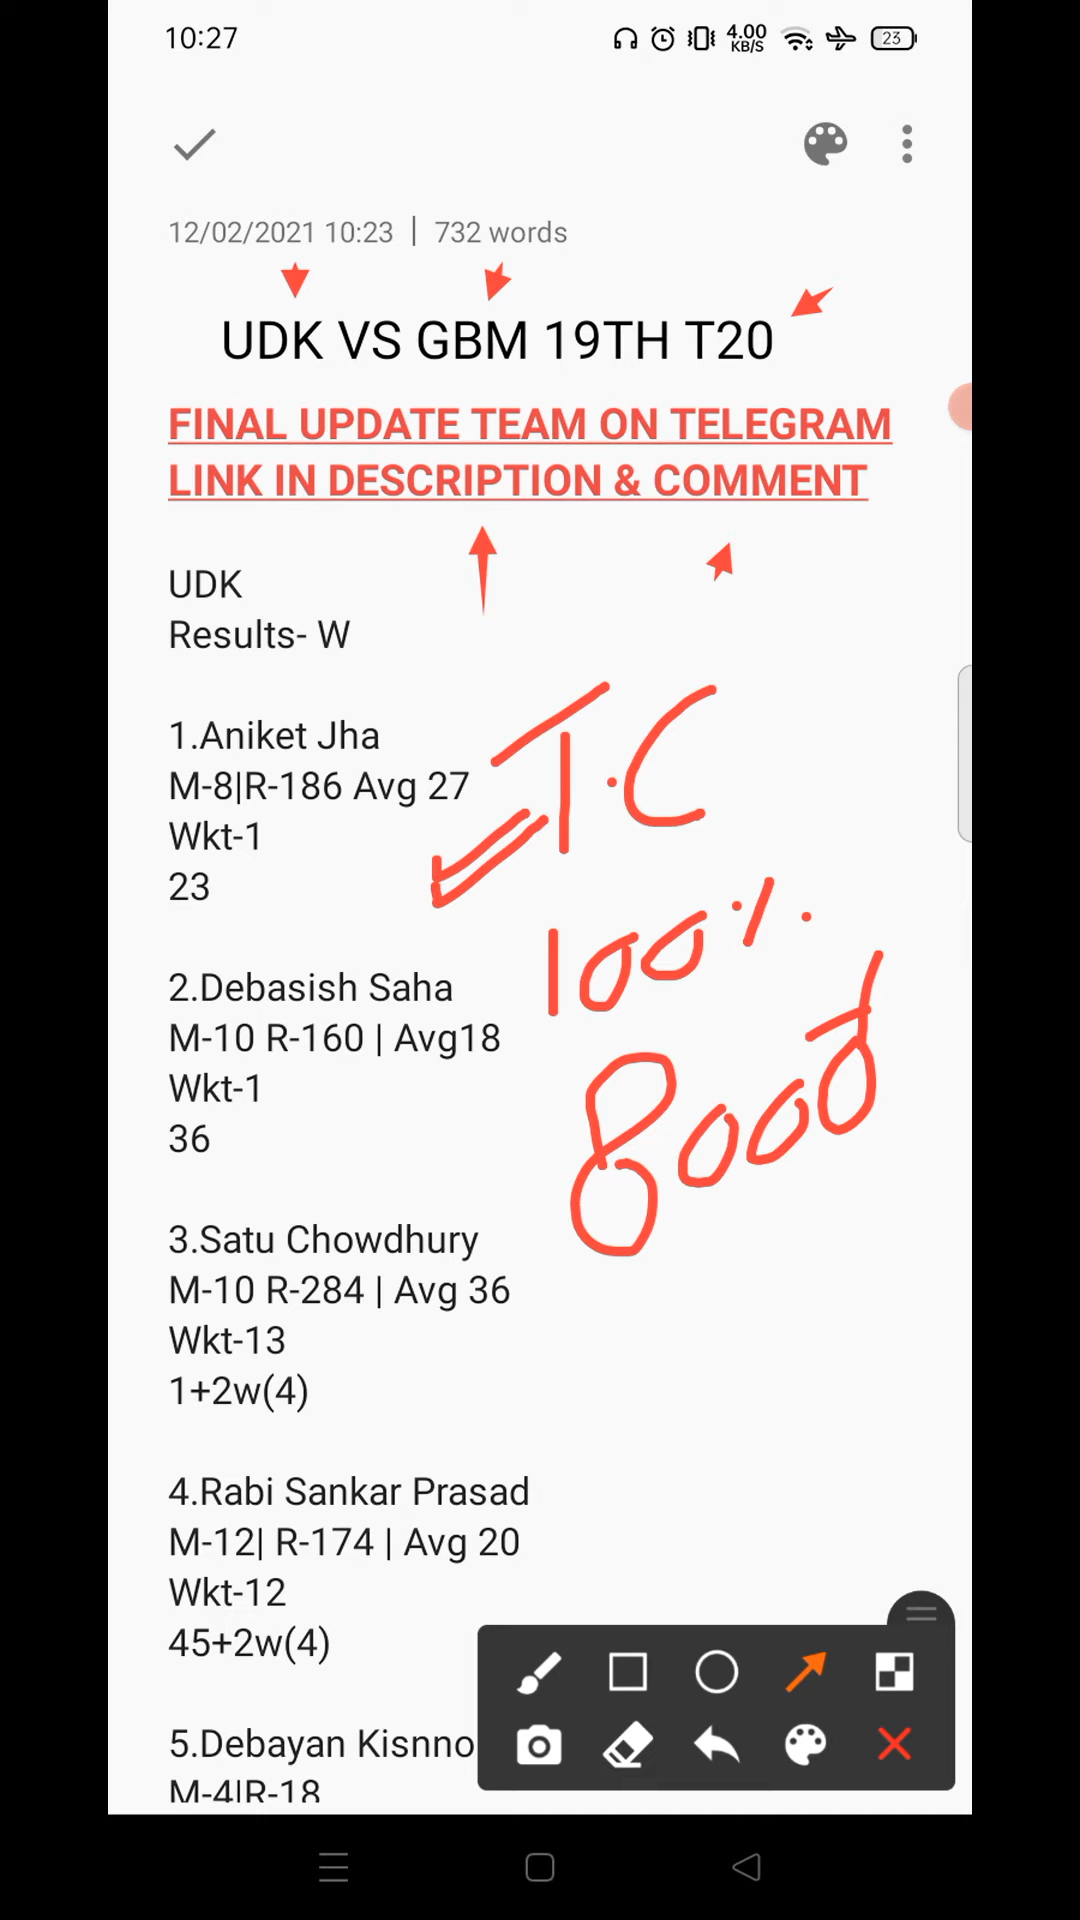 10:27
4.00
KB/S
23
12/02/2021 10:23 | 732 words
UDK VS GBM 19TH T20
FINAL UPDATE TEAM ON TELEGRAM
LINK IN DESCRIPTION & COMMENT
UDK
Results- W
1.Aniket Jha
M-8|R-186 Avg 27
Wkt-1
23
T.C
100%.
2.Debasish Saha
M-10 R-160 | Avg18
Wkt-1
36
3.Satu Chowdhury
M-10 R-284 | Avg 36
Wkt-13
1+2w(4)
4.Rabi Sankar Prasad
M-12| R-174 | Avg 20
Wkt-12
45+2w(4)
5.Debayan Kisnno
M-4|R-18